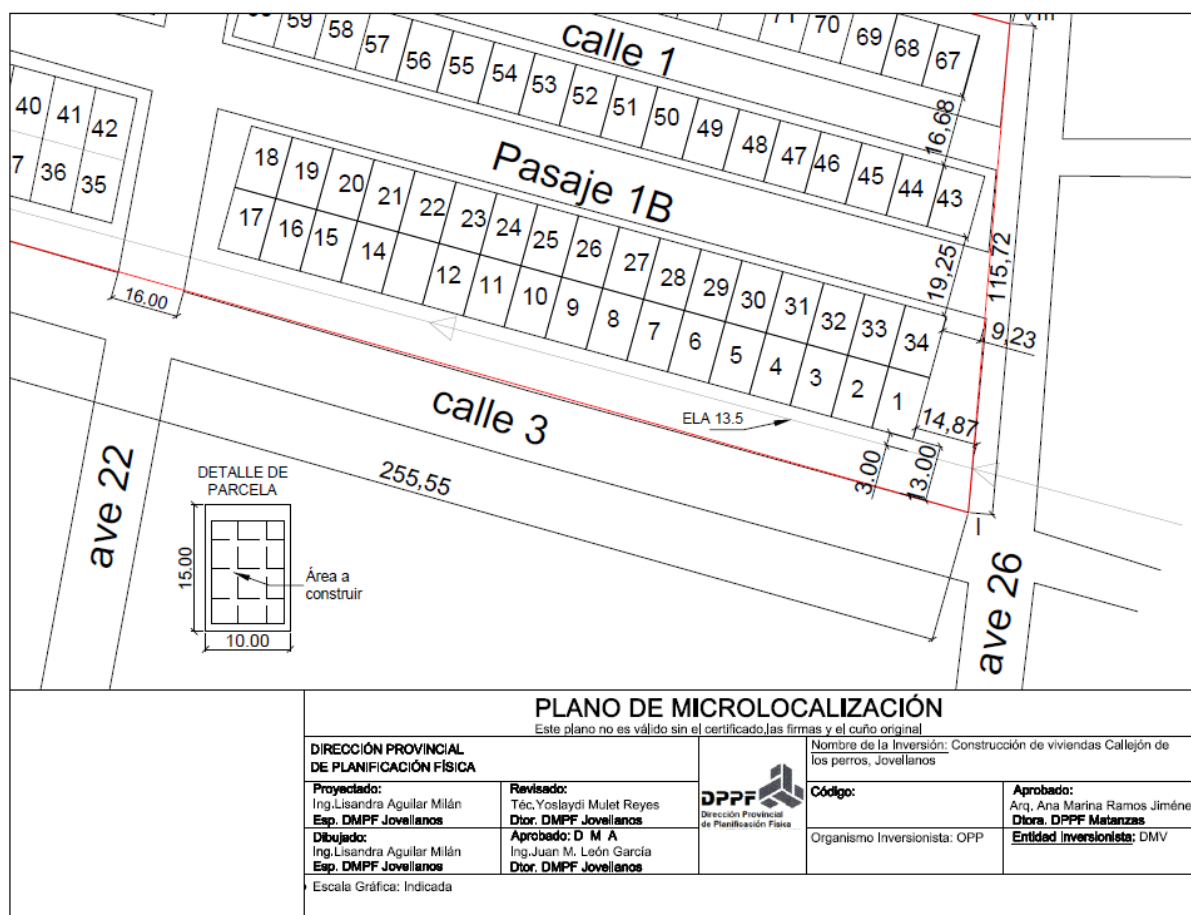 59 58 57 56 55 54 53 52 51 50 49 48 47 46 45 44 43
calle 1
70 69 68 67
16,68
40 41 42
36 35
Pasaje 1B
18 19 20 21 22 23 24 25 26 27 28 29 30 31 32 33 34
17 16 15 14 12 11 10 9 8 7 6 5 4 3 2 1
19,25
115,72
9,23
16.00
14,87
ELA 13.5
3.00
13.00
calle 3
255,55
I
ave 22
ave 26
DETALLE DE
PARCELA
15.00
Área a
construir
10.00
PLANO DE MICROLOCALIZACIÓN
Este plano no es válido sin el certificado,las firmas y el cuño original
DIRECCIÓN PROVINCIAL
DE PLANIFICACIÓN FÍSICA
Proyectado:
Ing.Lisandra Aguilar Milán
Esp. DMPF Jovellanos
Revisado:
Téc.Yoslaydi Mulet Reyes
Dtor. DMPF Jovellanos
Dibujado:
Ing.Lisandra Aguilar Milán
Esp. DMPF Jovellanos
Aprobado: D M A
Ing.Juan M. León García
Dtor. DMPF Jovellanos
DPPF
Dirección Provincial
de Planificación Física
Nombre de la Inversión: Construcción de viviendas Callejón de
los perros, Jovellanos
Código:
Aprobado:
Arq. Ana Marina Ramos Jiméne
Dtora. DPPF Matanzas
Organismo Inversionista: OPP
Entidad Inversionista: DMV
Escala Gráfica: Indicada